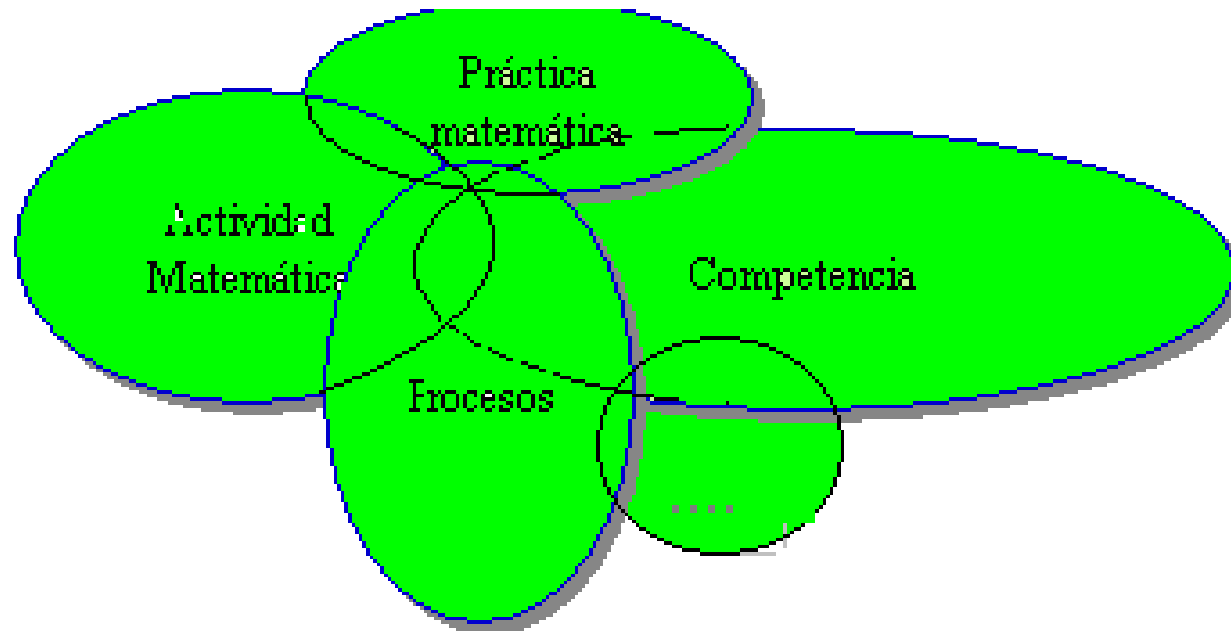 Práctica
matemática
Actividad
Matemática
Competencia
Procesos
....